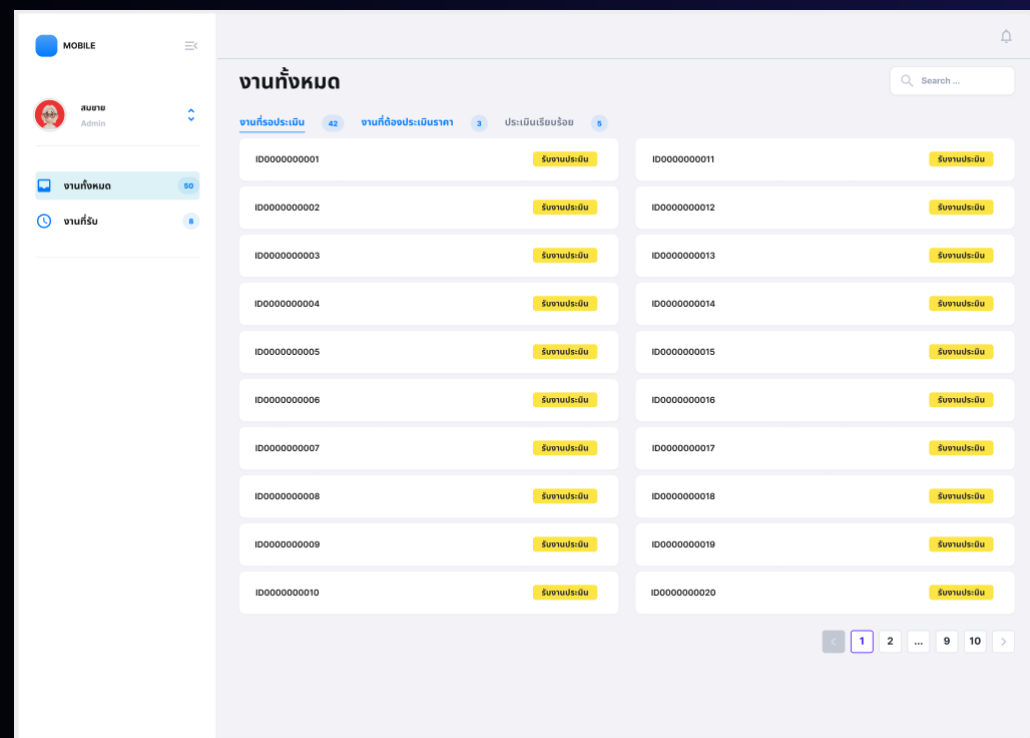 MOBILE
สมชาย
Admin
งานทั้งหมด 50
งานที่รับ 8
งานทั้งหมด
Search ...
งานที่รอประเมิน 42 งานที่ต้องประเมินราคา 3 ประเมินเรียบร้อย 5
ID0000000001 รับงานประเมิน ID0000000011 รับงานประเมิน
ID0000000002 รับงานประเมิน ID0000000012 รับงานประเมิน
ID0000000003 รับงานประเมิน ID0000000013 รับงานประเมิน
ID0000000004 รับงานประเมิน ID0000000014 รับงานประเมิน
ID0000000005 รับงานประเมิน ID0000000015 รับงานประเมิน
ID0000000006 รับงานประเมิน ID0000000016 รับงานประเมิน
ID0000000007 รับงานประเมิน ID0000000017 รับงานประเมิน
ID0000000008 รับงานประเมิน ID0000000018 รับงานประเมิน
ID0000000009 รับงานประเมิน ID0000000019 รับงานประเมิน
ID0000000010 รับงานประเมิน ID0000000020 รับงานประเมิน
1 2 ... 9 10